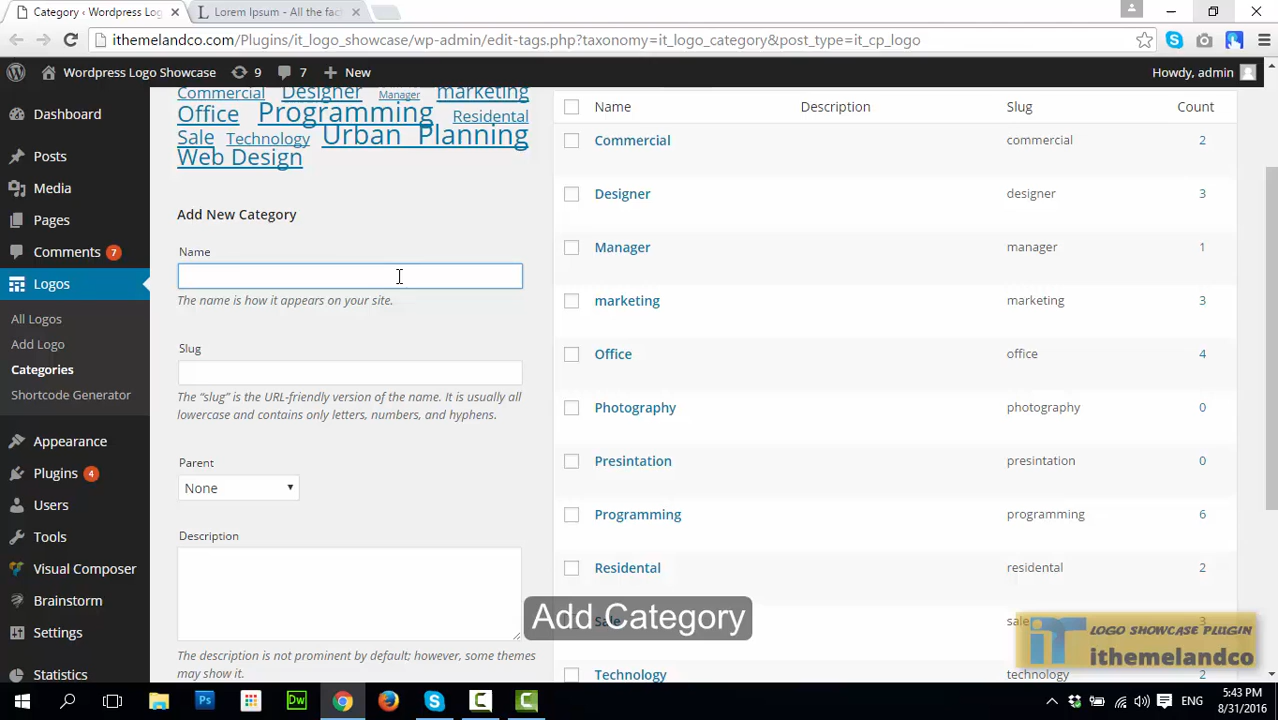 Category ‹ Wordpress Log
Lorem Ipsum - All the fact
ithemelandco.com/Plugins/it_logo_showcase/wp-admin/edit-tags.php?taxonomy=it_logo_category&post_type=it_cp_logo
Wordpress Logo Showcase 9 7 + New Howdy, admin
Dashboard
Posts
Media
Pages
Comments 7
Logos
All Logos
Add Logo
Categories
Shortcode Generator
Appearance
Plugins 4
Users
Tools
Visual Composer
Brainstorm
Settings
Statistics
Commercial Designer Manager marketing
Office Programming Residential
Sale Technology Urban Planning
Web Design
Add New Category
Name
The name is how it appears on your site.
Slug
The “slug” is the URL-friendly version of the name. It is usually all
lowercase and contains only letters, numbers, and hyphens.
Parent
None
Description
The description is not prominent by default; however, some themes
may show it.
Name Description Slug Count
Commercial commercial 2
Designer designer 3
Manager manager 1
marketing marketing 3
Office office 4
Photography photography 0
Presintation presintation 0
Programming programming 6
Residental residental 2
Sale sale 3
Technology technology 2
Add Category
iT LOGO SHOWCASE PLUGIN
ithemelandco
Ps
Dw
ENG
5:43 PM
8/31/2016